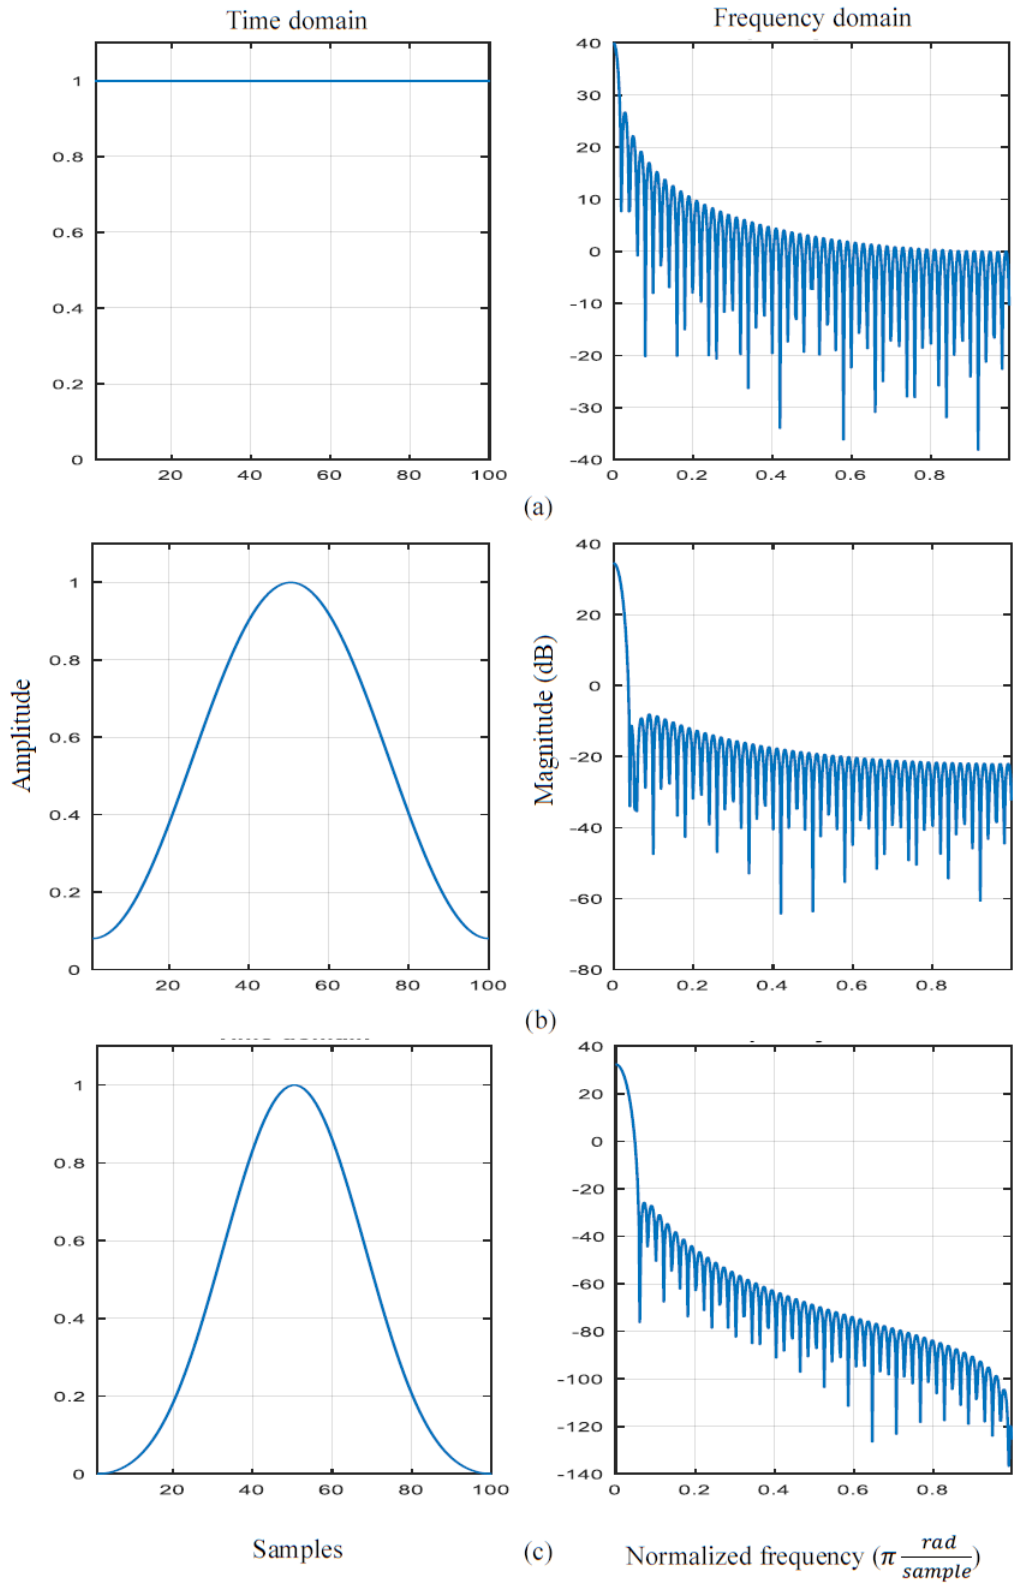 Time domain
Frequency domain
1
0.8
0.6
0.4
0.2
0
20 40 60 80 100
40
30
20
10
0
-10
-20
-30
-40
0 0.2 0.4 0.6 0.8
(a)
Amplitude
1
0.8
0.6
0.4
0.2
0
20 40 60 80 100
Magnitude (dB)
40
20
0
-20
-40
-60
-80
0 0.2 0.4 0.6 0.8
(b)
1
0.8
0.6
0.4
0.2
0
20 40 60 80 100
40
20
0
-20
-40
-60
-80
-100
-120
-140
0 0.2 0.4 0.6 0.8
Samples
(c)
Normalized frequency (π rad/sample)